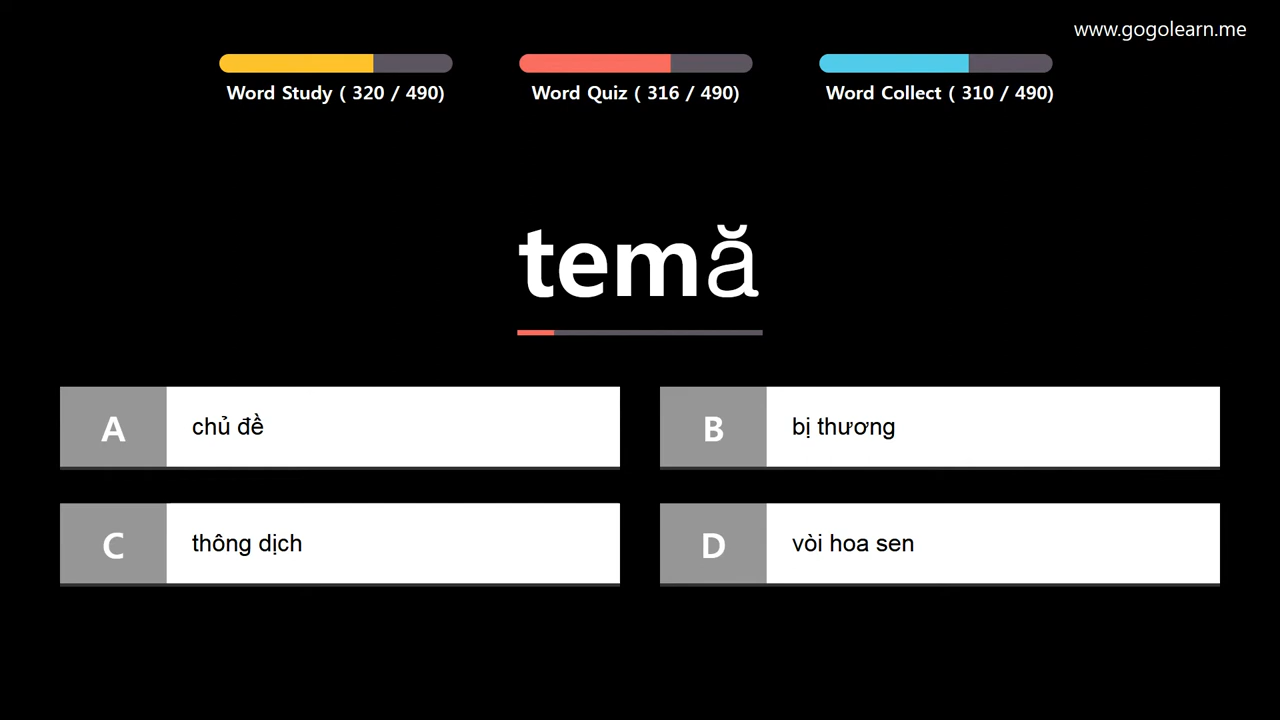 www.gogolearn.me
Word Study ( 320 / 490)
Word Quiz ( 316 / 490)
Word Collect ( 310 / 490)
temă
A chủ đề
B bị thương
C thông dịch
D vòi hoa sen